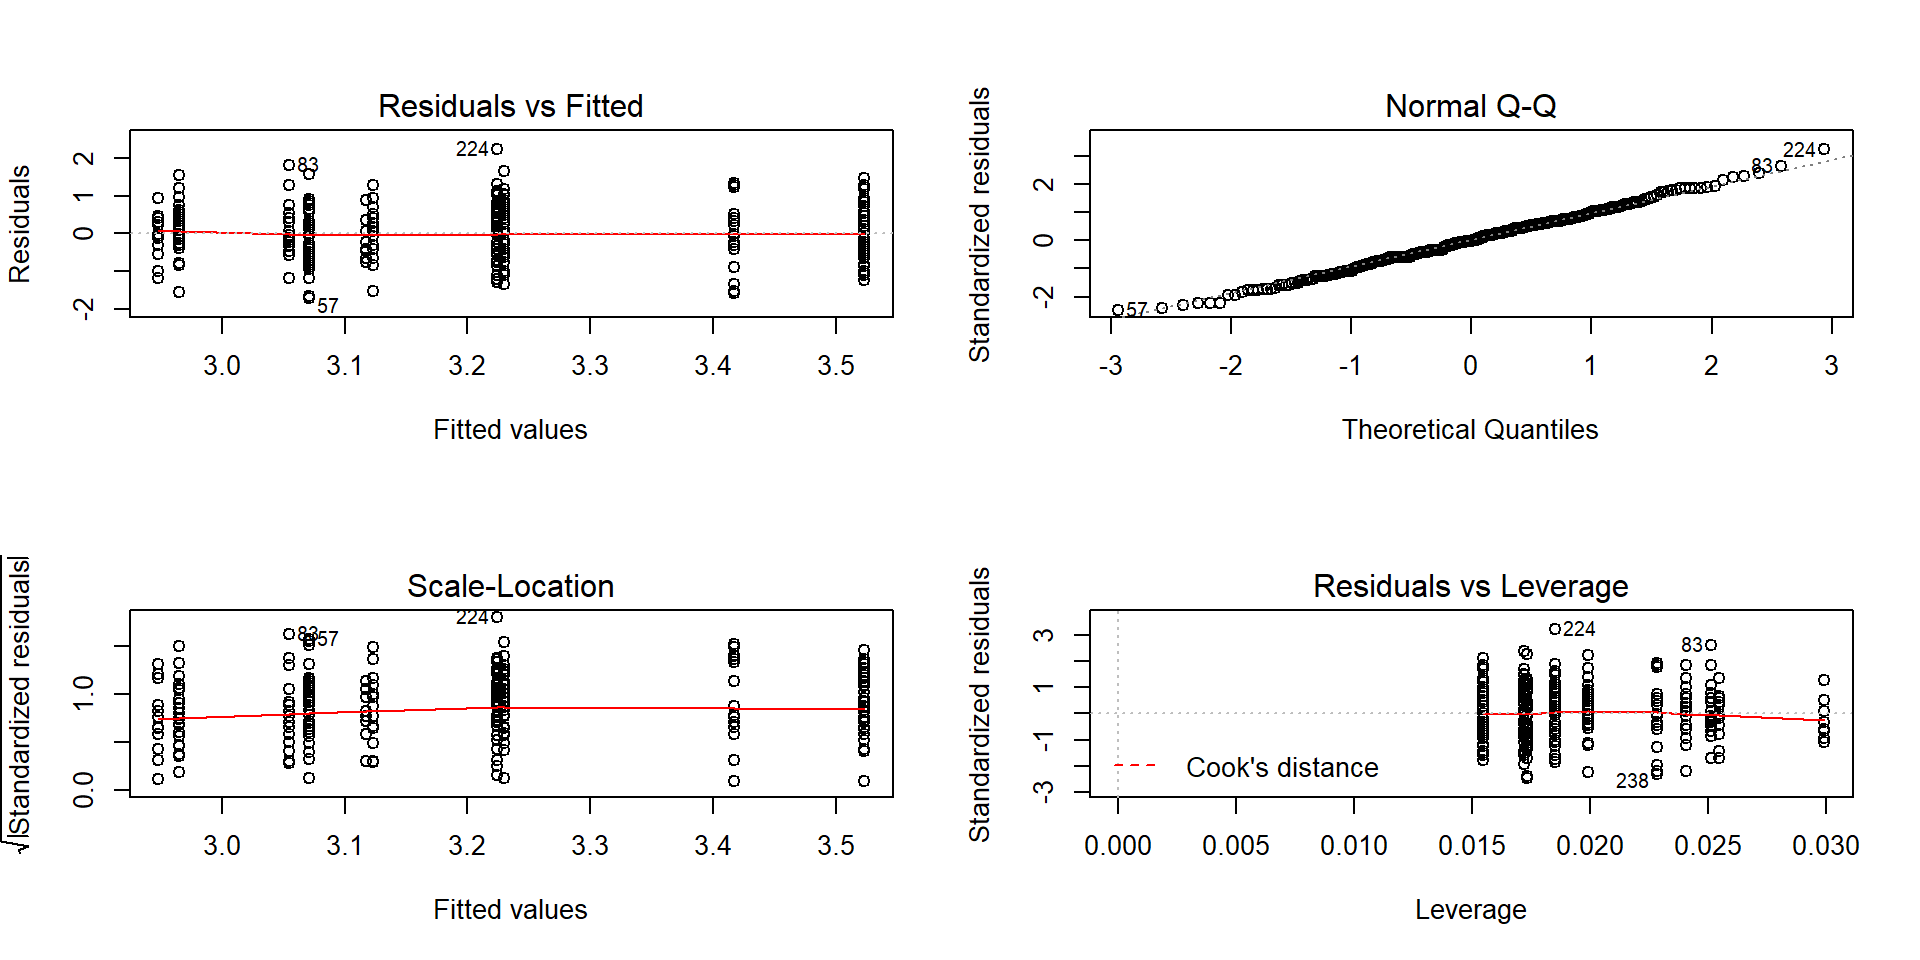 Residuals vs Fitted
Residuals
2
1
0
-2
83
224
57
3.0 3.1 3.2 3.3 3.4 3.5
Fitted values
Normal Q-Q
Standardized residuals
2
0
-2
57
83
224
-3 -2 -1 0 1 2 3
Theoretical Quantiles
Scale-Location
√|Standardized residuals|
1.0
0.0
83
57
224
3.0 3.1 3.2 3.3 3.4 3.5
Fitted values
Residuals vs Leverage
Standardized residuals
3
1
-1
-3
224
83
238
Cook's distance
0.000 0.005 0.010 0.015 0.020 0.025 0.030
Leverage